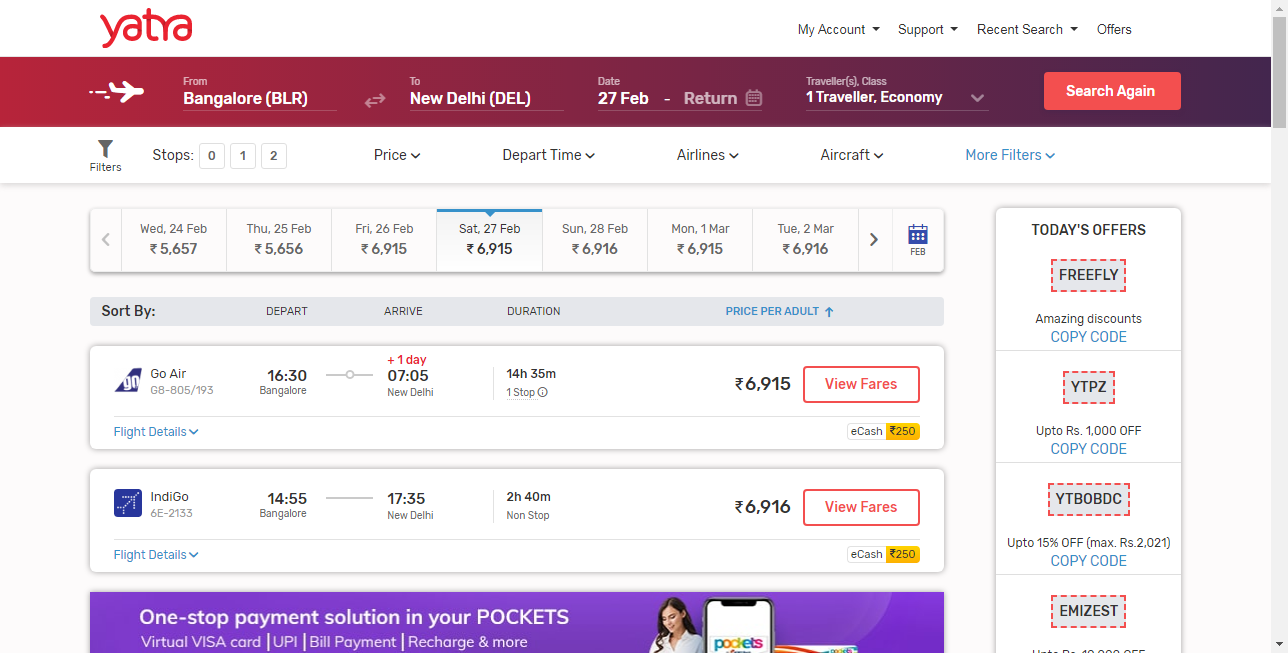 yatra
My Account Support Recent Search Offers
From
Bangalore (BLR)
To
New Delhi (DEL)
Date
27 Feb - Return
Traveller(s), Class
1 Traveller, Economy
Search Again
Filters
Stops: 0 1 2
Price
Depart Time
Airlines
Aircraft
More Filters
Wed, 24 Feb
₹ 5,657
Thu, 25 Feb
₹ 5,656
Fri, 26 Feb
₹ 6,915
Sat, 27 Feb
₹ 6,915
Sun, 28 Feb
₹ 6,916
Mon, 1 Mar
₹ 6,915
Tue, 2 Mar
₹ 6,916
FEB
Sort By: DEPART ARRIVE DURATION PRICE PER ADULT
go
Go Air
G8-805/193
16:30
Bangalore
+ 1 day
07:05
New Delhi
14h 35m
1 Stop
₹6,915
View Fares
Flight Details
eCash ₹250
IndiGo
6E-2133
14:55
Bangalore
17:35
New Delhi
2h 40m
Non Stop
₹6,916
View Fares
Flight Details
eCash ₹250
One-stop payment solution in your POCKETS
Virtual VISA card | UPI | Bill Payment | Recharge & more
pockets
TODAY'S OFFERS
FREEFLY
Amazing discounts
COPY CODE
YTPZ
Upto Rs. 1,000 OFF
COPY CODE
YTBOBDC
Upto 15% OFF (max. Rs.2,021)
COPY CODE
EMIZEST